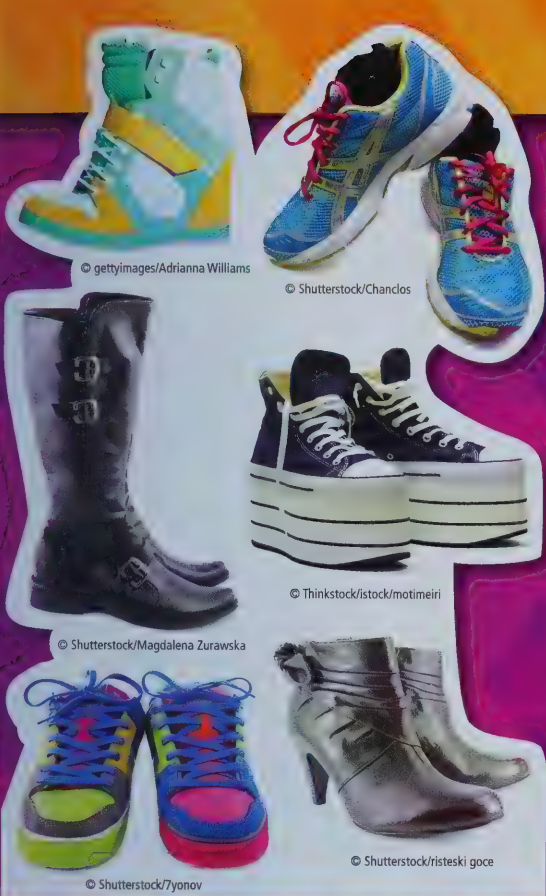 © gettyimages/Adrianna Williams
© Shutterstock/Chanclos
© Thinkstock/istock/motimeiri
© Shutterstock/Magdalena Zurawska
© Shutterstock/risteski goce
© Shutterstock/7yonov